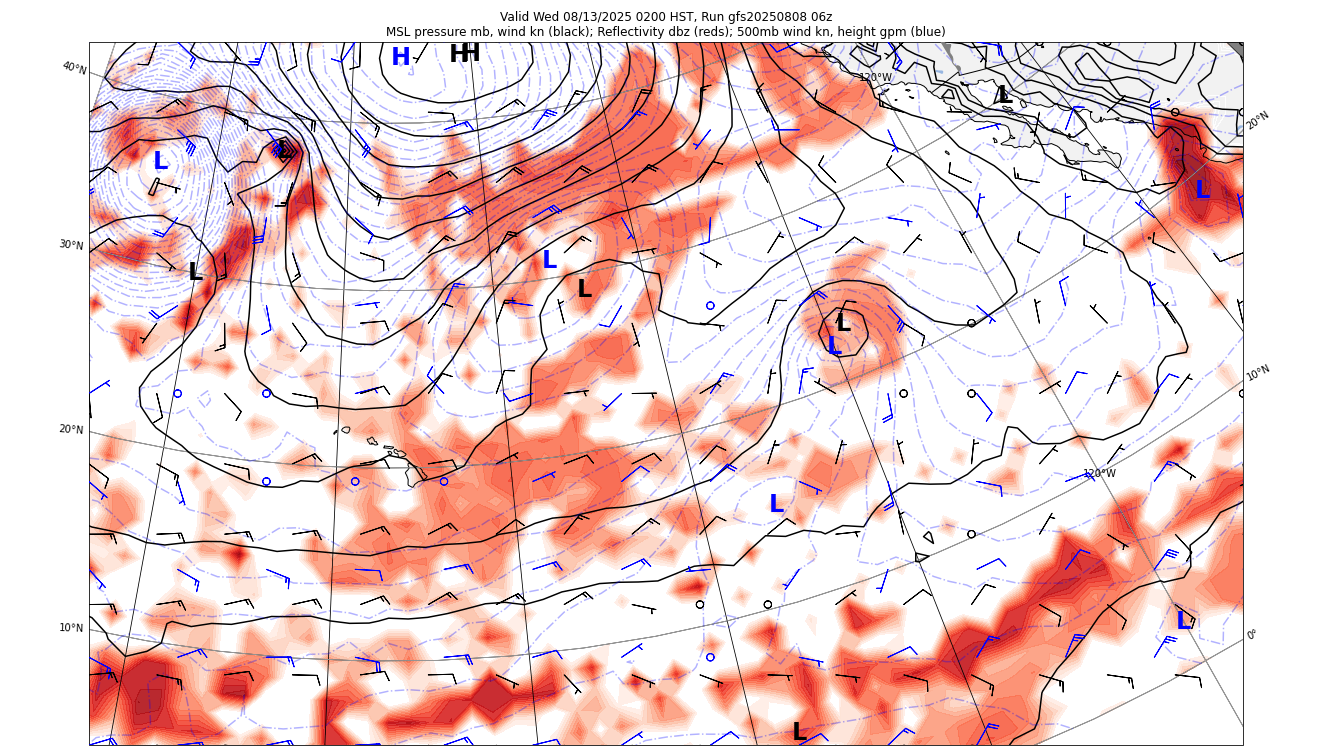 Valid Wed 08/13/2025 0200 HST, Run gfs20250808 06z
MSL pressure mb, wind kn (black); Reflectivity dbz (reds); 500mb wind kn, height gpm (blue)
H H H
40°N
120°W
L
20°N
L
L
L
30°N
L
L
L
L
L
10°N
20°N
120°W
L
10°N
L
0°
L